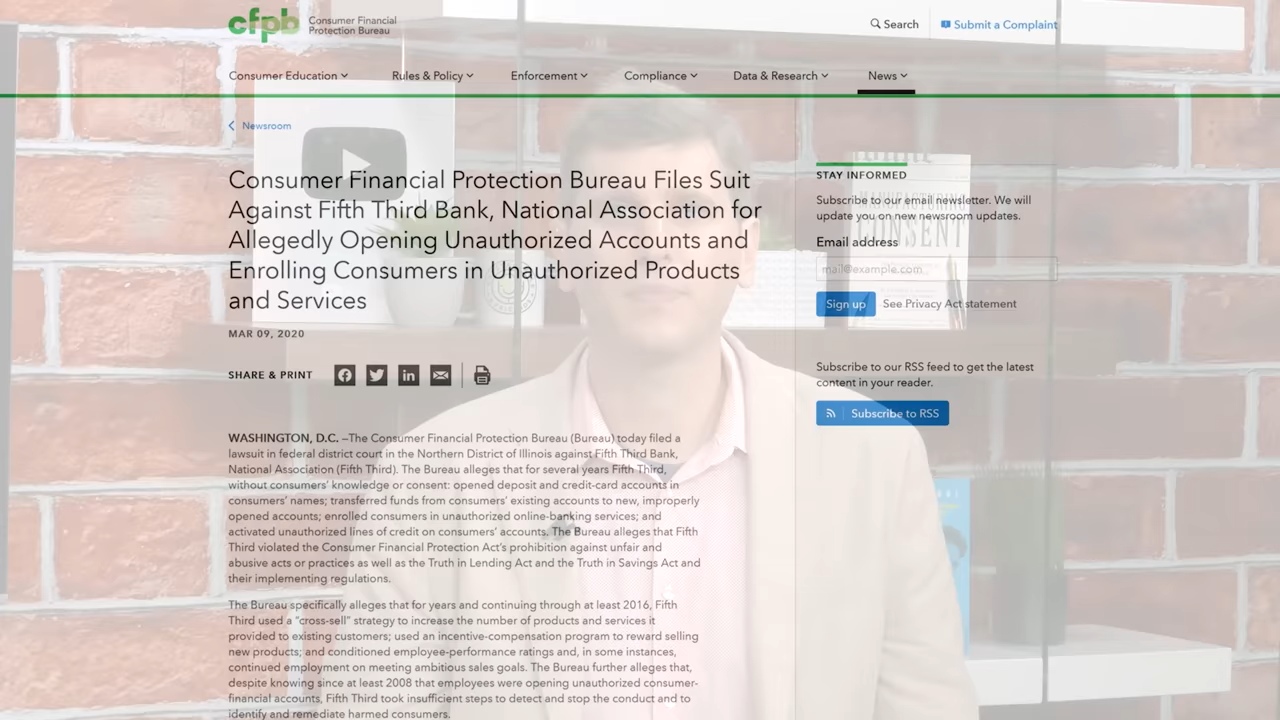 cfpb Consumer Financial
Protection Bureau
Search
Submit a Complaint
Consumer Education
Rules & Policy
Enforcement
Compliance
Data & Research
News
Newsroom
Consumer Financial Protection Bureau Files Suit
Against Fifth Third Bank, National Association for
Allegedly Opening Unauthorized Accounts and
Enrolling Consumers in Unauthorized Products
and Services
MAR 09, 2020
SHARE & PRINT
in
WASHINGTON, D.C. –The Consumer Financial Protection Bureau (Bureau) today filed a
lawsuit in federal district court in the Northern District of Illinois against Fifth Third Bank,
National Association (Fifth Third). The Bureau alleges that for several years Fifth Third,
without consumers’ knowledge or consent: opened deposit and credit-card accounts in
consumers’ names; transferred funds from consumers’ existing accounts to new, improperly
opened accounts; enrolled consumers in unauthorized online-banking services; and
activated unauthorized lines of credit on consumers’ accounts. The Bureau alleges that Fifth
Third violated the Consumer Financial Protection Act’s prohibition against unfair and
abusive acts or practices as well as the Truth in Lending Act and the Truth in Savings Act and
their implementing regulations.
The Bureau specifically alleges that for years and continuing through at least 2016, Fifth
Third used a “cross-sell” strategy to increase the number of products and services it
provided to existing customers; used an incentive-compensation program to reward selling
new products; and conditioned employee-performance ratings and, in some instances,
continued employment on meeting ambitious sales goals. The Bureau further alleges that,
despite knowing since at least 2008 that employees were opening unauthorized consumer-
financial accounts, Fifth Third took insufficient steps to detect and stop the conduct and to
identify and remediate harmed consumers.
STAY INFORMED
Subscribe to our email newsletter. We will
update you on new newsroom updates.
Email address
mail@example.com
Sign up
See Privacy Act statement
Subscribe to our RSS feed to get the latest
content in your reader.
Subscribe to RSS
MANUFACTURING
CONSENT